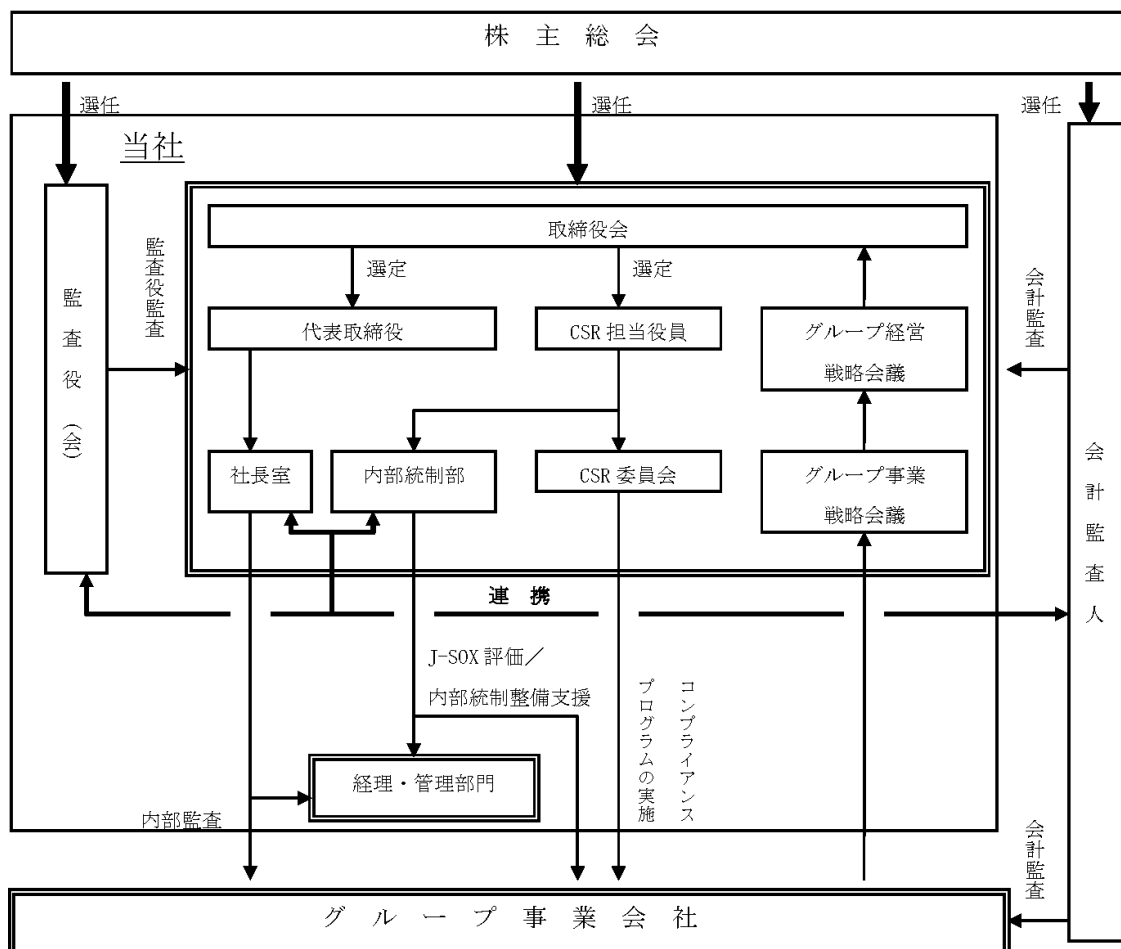 株主総会
選任
選任
選任
当社
取締役会
監査役監査
選定
選定
会計監査
監査役(会)
代表取締役
CSR担当役員
グループ経営
戦略会議
社長室
内部統制部
CSR委員会
グループ事業
戦略会議
会計監査人
連携
J-SOX評価／
内部統制整備支援
コンプライアンス
プログラムの実施
経理・管理部門
内部監査
会計監査
グループ事業会社